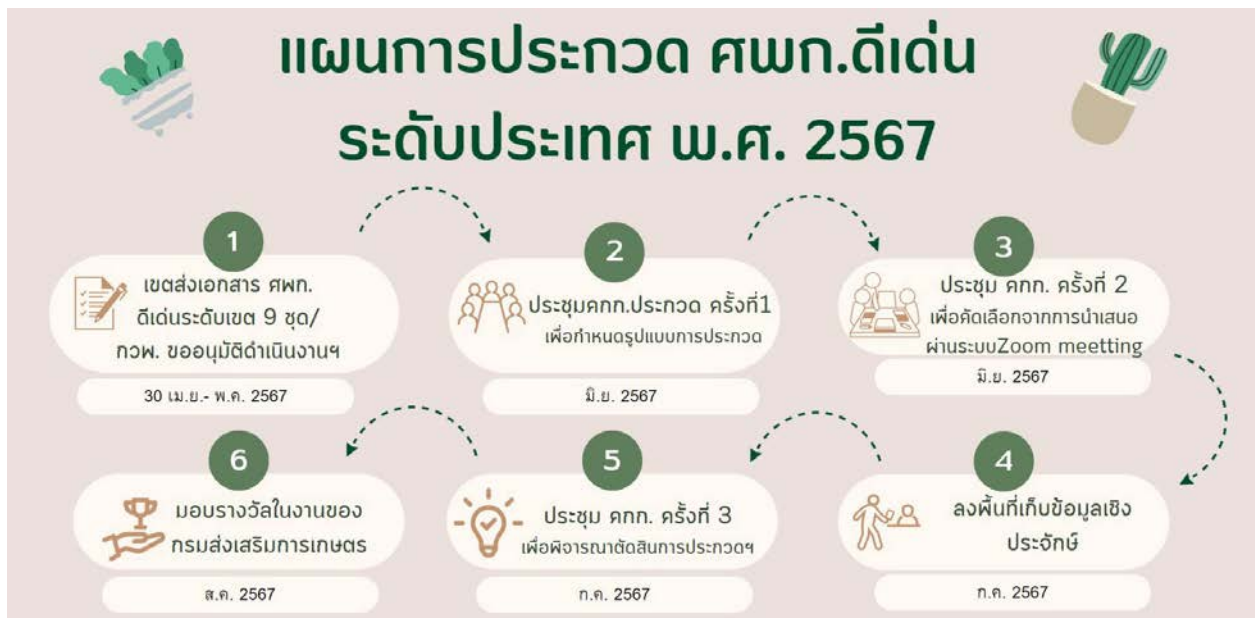 แผนการประกวด ศพก.ดีเด่น
ระดับประเทศ พ.ศ. 2567
1
เขตส่งเอกสาร ศพก.
ดีเด่นระดับเขต 9 ชุด/
กวพ. ขออนุมัติดำเนินงานฯ
30 เม.ย.- พ.ค. 2567
2
ประชุมคกก.ประกวด ครั้งที่1
เพื่อกำหนดรูปแบบการประกวด
มิ.ย. 2567
3
ประชุม คกก. ครั้งที่ 2
เพื่อคัดเลือกจากการนำเสนอ
ผ่านระบบZoom meetting
มิ.ย. 2567
4
ลงพื้นที่เก็บข้อมูลเชิง
ประจักษ์
ก.ค. 2567
5
ประชุม คกก. ครั้งที่ 3
เพื่อพิจารณาตัดสินการประกวดฯ
ก.ค. 2567
6
มอบรางวัลในงานของ
กรมส่งเสริมการเกษตร
ส.ค. 2567